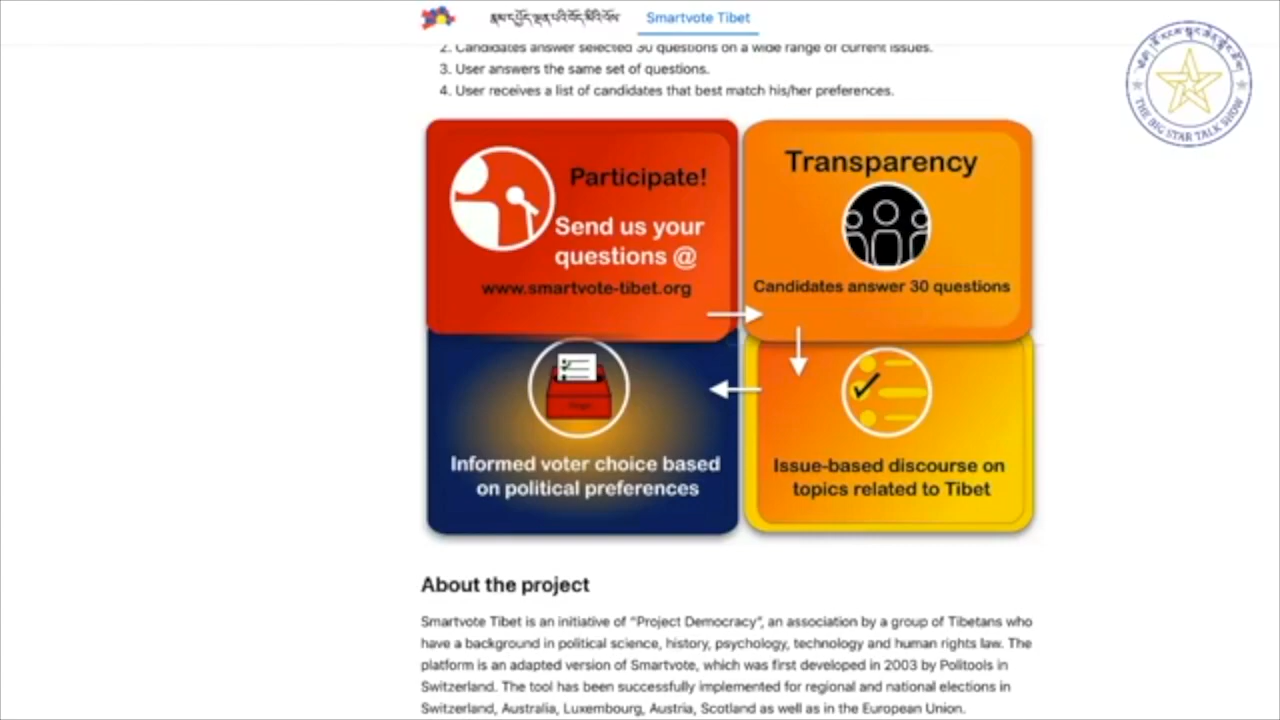 Smartvote Tibet
2. Candidates answer selected 30 questions on a wide range of current issues.
3. User answers the same set of questions.
4. User receives a list of candidates that best match his/her preferences.
THE BIG STAR TALK SHOW
Participate!
Send us your
questions @
www.smartvote-tibet.org
Transparency
Candidates answer 30 questions
Informed voter choice based
on political preferences
Issue-based discourse on
topics related to Tibet
About the project
Smartvote Tibet is an initiative of “Project Democracy”, an association by a group of Tibetans who
have a background in political science, history, psychology, technology and human rights law. The
platform is an adapted version of Smartvote, which was first developed in 2003 by Politools in
Switzerland. The tool has been successfully implemented for regional and national elections in
Switzerland, Australia, Luxembourg, Austria, Scotland as well as in the European Union.